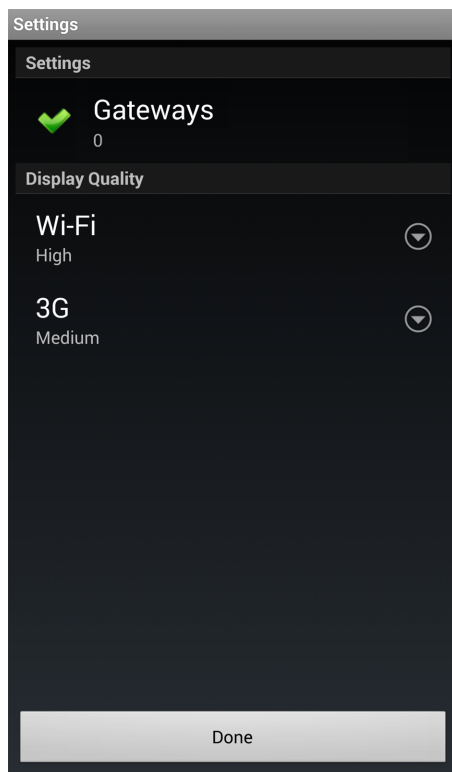 Settings
Settings
Gateways
0
Display Quality
Wi-Fi
High
3G
Medium
Done